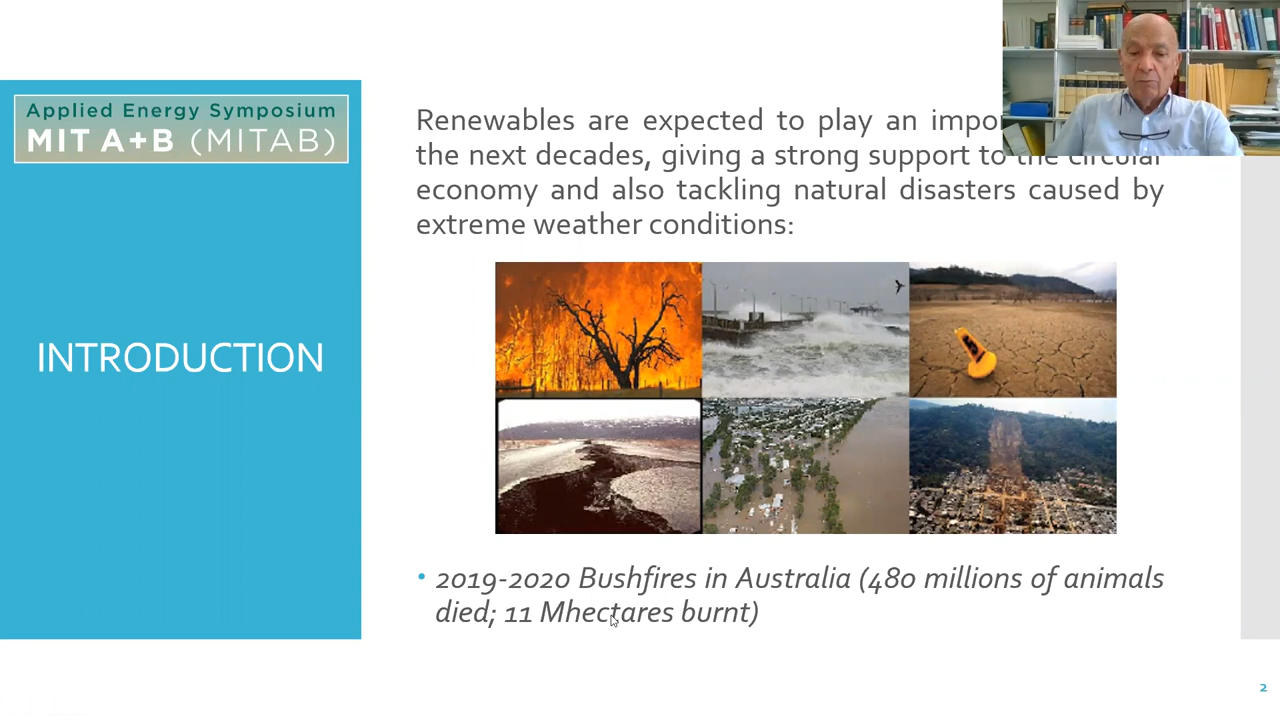 Applied Energy Symposium
MIT A+B (MITAB)
INTRODUCTION
Renewables are expected to play an
the next decades, giving a strong support to the circular
economy and also tackling natural disasters caused by
extreme weather conditions:
• 2019-2020 Bushfires in Australia (480 millions of animals
died; 11 Mhectares burnt)
2